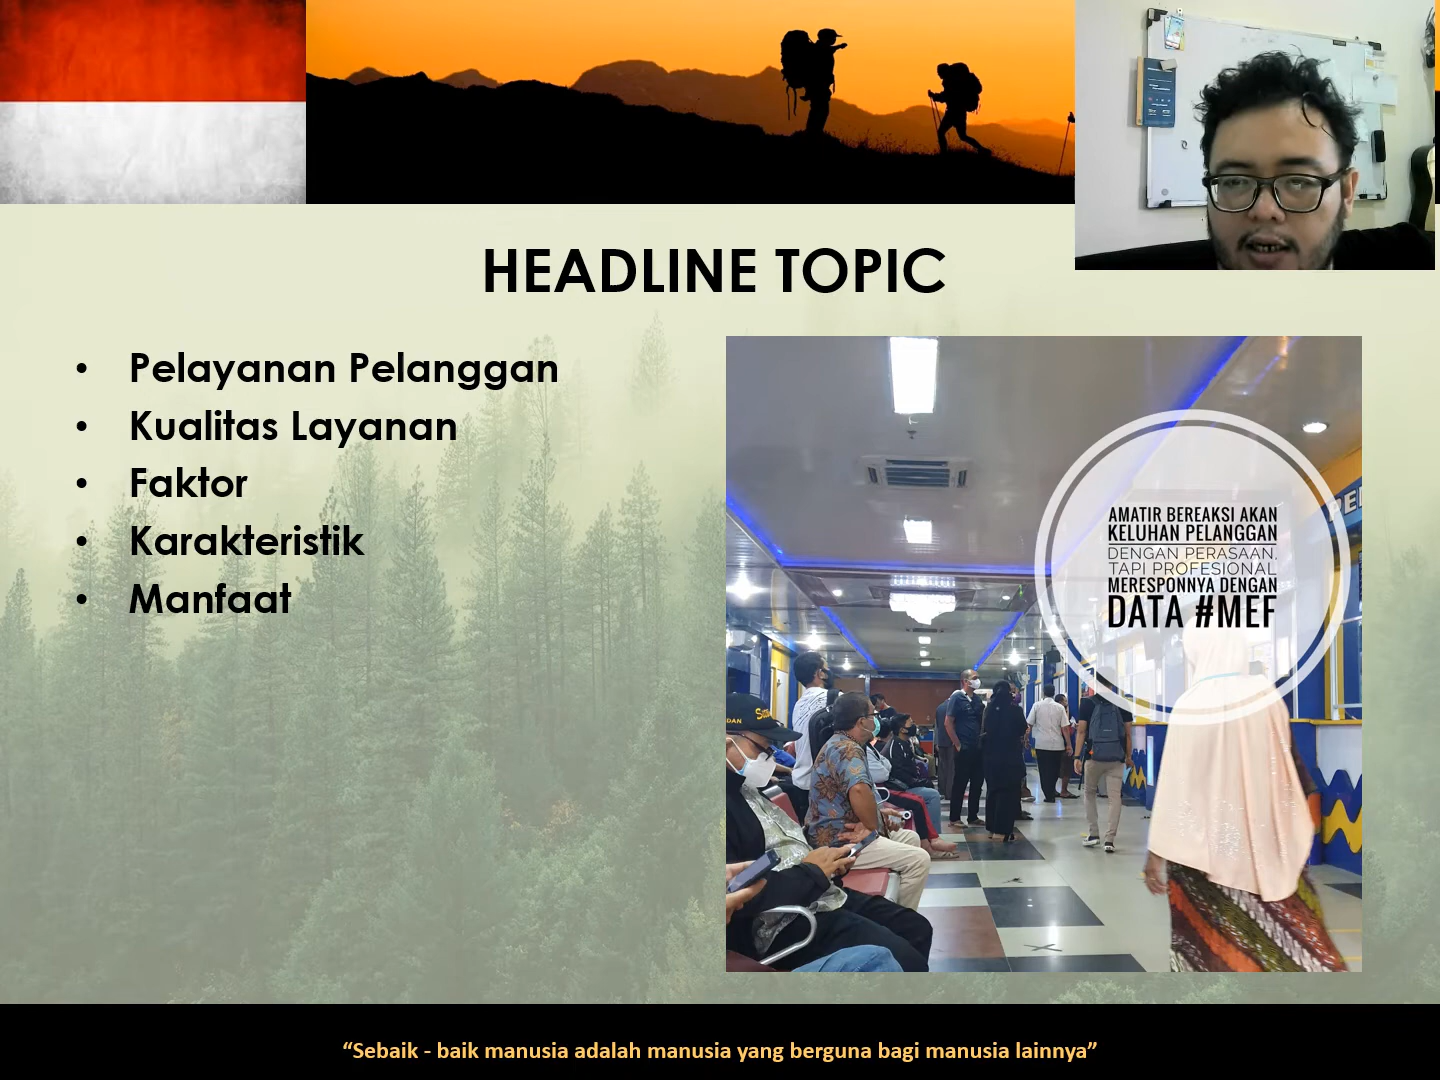 HEADLINE TOPIC
• Pelayanan Pelanggan
• Kualitas Layanan
• Faktor
• Karakteristik
• Manfaat
AMATIR BEREAKSI AKAN
KELUHAN PELANGGAN
DENGAN PERASAAN,
TAPI PROFESIONAL
MERESPONNYA DENGAN
DATA #MEF
“Sebaik - baik manusia adalah manusia yang berguna bagi manusia lainnya”